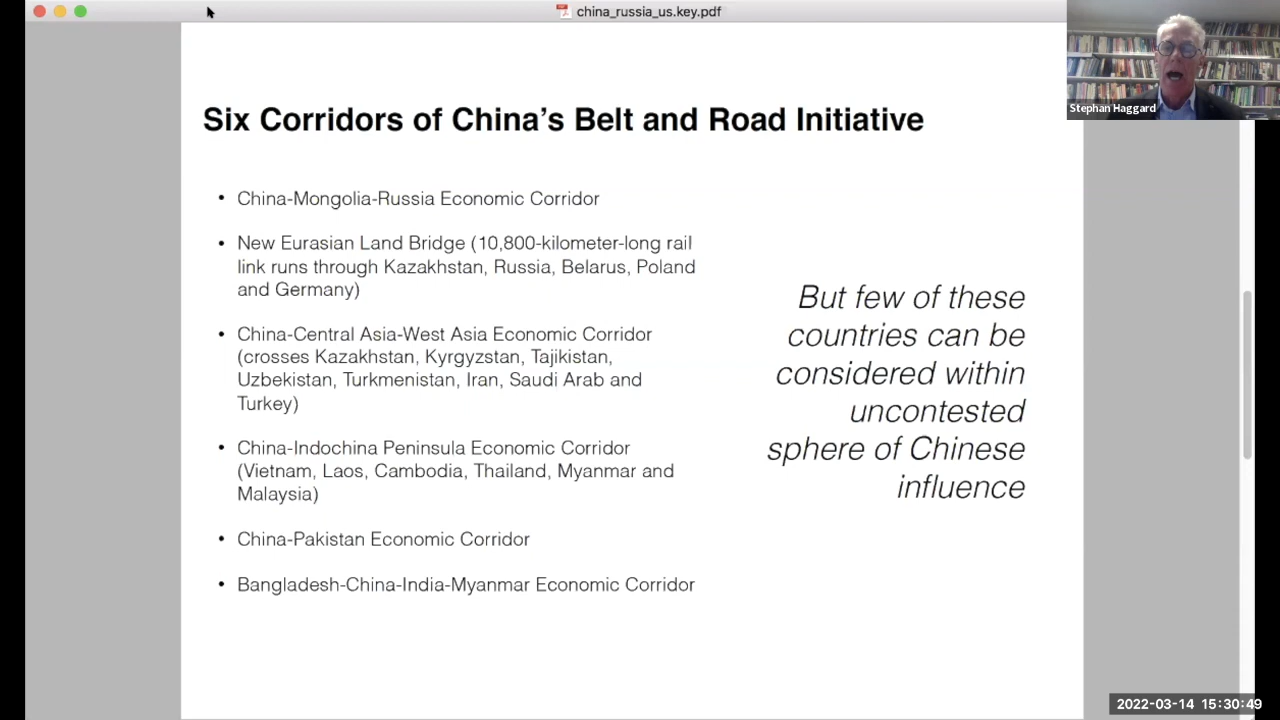 china_russia_us.key.pdf
Stephan Haggard
Six Corridors of China's Belt and Road Initiative
• China-Mongolia-Russia Economic Corridor
• New Eurasian Land Bridge (10,800-kilometer-long rail
link runs through Kazakhstan, Russia, Belarus, Poland
and Germany)
• China-Central Asia-West Asia Economic Corridor
(crosses Kazakhstan, Kyrgyzstan, Tajikistan,
Uzbekistan, Turkmenistan, Iran, Saudi Arab and
Turkey)
• China-Indochina Peninsula Economic Corridor
(Vietnam, Laos, Cambodia, Thailand, Myanmar and
Malaysia)
• China-Pakistan Economic Corridor
• Bangladesh-China-India-Myanmar Economic Corridor
But few of these
countries can be
considered within
uncontested
sphere of Chinese
influence
2022-03-14 15:30:49